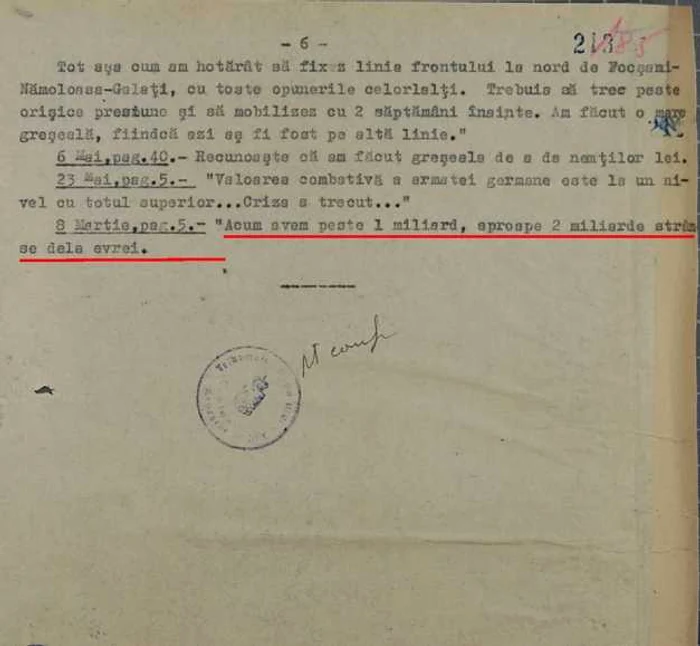 - 6 -
213
185
Tot aşa cum am hotărât să fixez linia frontului la nord de Focşani-
Nămoloasa-Galaţi, cu toate opunerile celorlalţi. Trebuia să trec peste
orişice presiune şi să mobilizez cu 2 săptămâni înainte. Am făcut o mare
greşeală, fiindcă azi aş fi fost pe altă linie."
6 Mai,pag.40.- Recunoaşte că am făcut greşeala de a da nemţilor lei.
23 Mai,pag.5.- "Valoarea combativă a armatei germane este la un ni-
vel cu totul superior...Criza a trecut..."
8 Martie,pag.5.- "Acum avem peste 1 miliard, aproape 2 miliarde strân
se dela evrei.